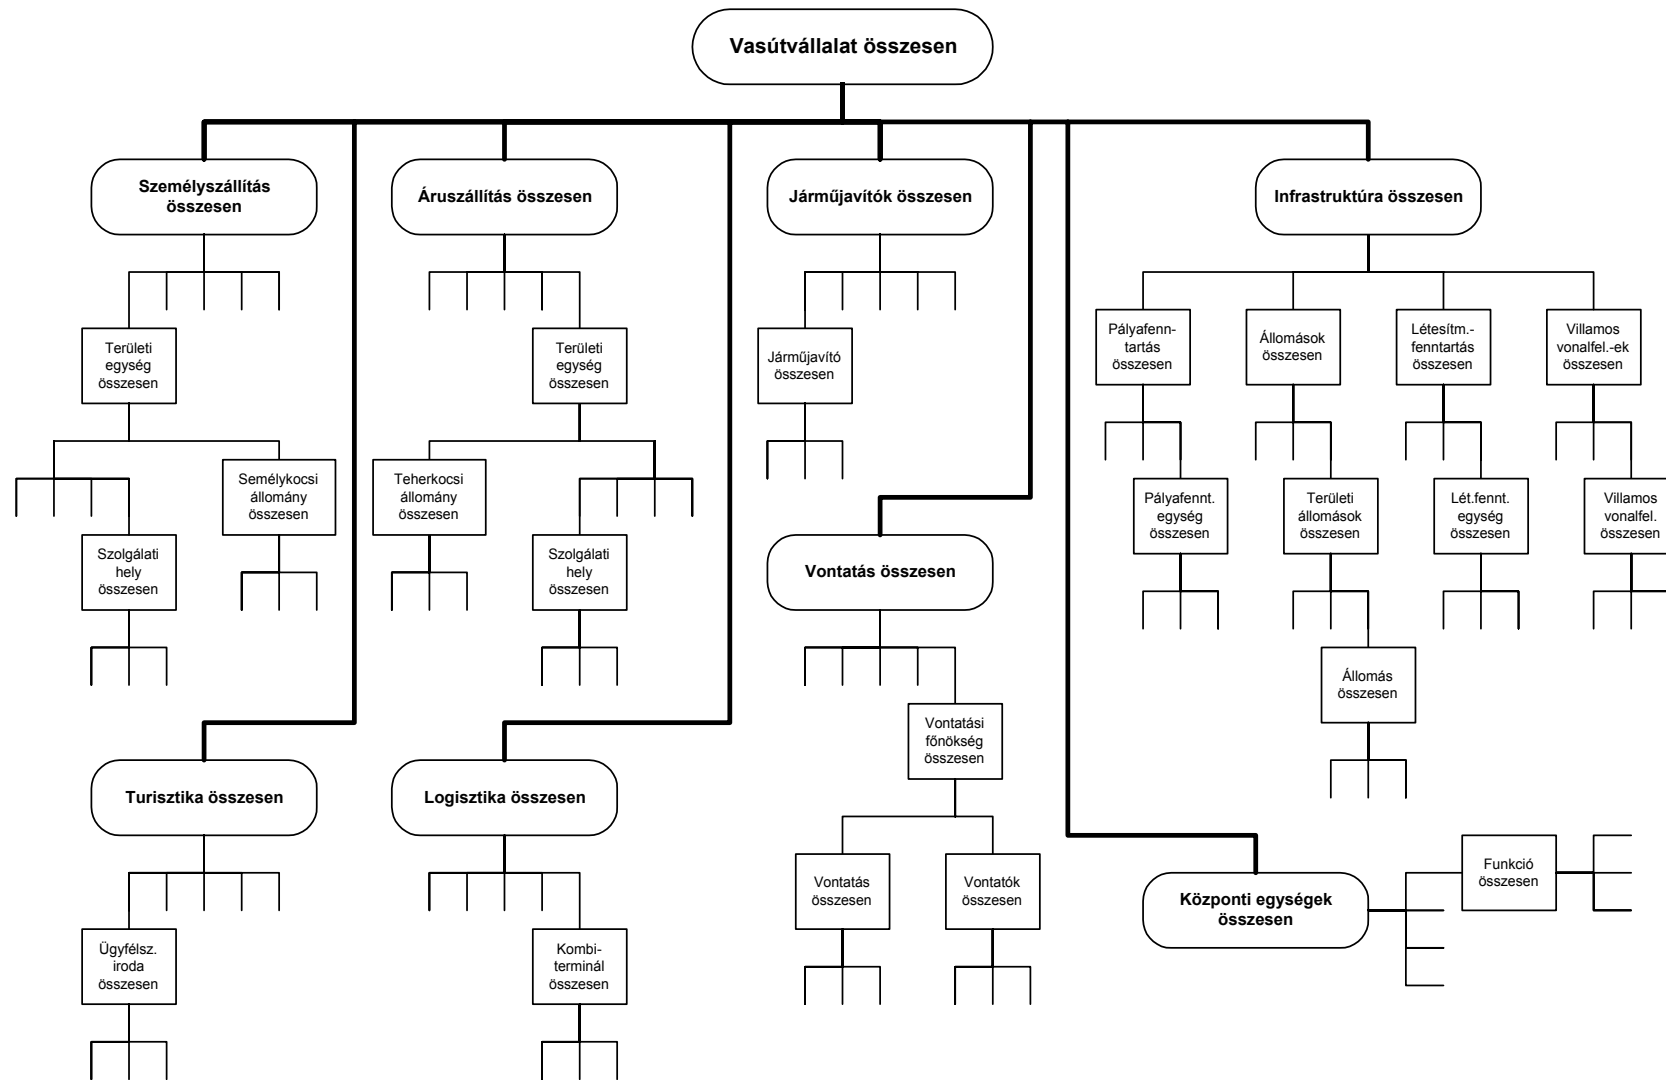 Vasútvállalat összesen
Személyszállítás
összesen
Áruszállítás összesen
Járműjavítók összesen
Infrastruktúra összesen
Területi
egység
összesen
Területi
egység
összesen
Járműjavító
összesen
Pályafenn-
tartás
összesen
Állomások
összesen
Létesítm.-
fenntartás
összesen
Villamos
vonalfel.-ek
összesen
Semélykocsi
állomány
összesen
Teherkocsi
állomány
összesen
Pályafennt.
egység
összesen
Területi
állomások
összesen
Lét.fennt.
egység
összesen
Villamos
vonalfel.
összesen
Szolgálati
hely
összesen
Szolgálati
hely
összesen
Vontatás összesen
Állomás
összesen
Vontatási
főnökség
összesen
Turisztika összesen
Logisztika összesen
Vontatás
összesen
Vontatók
összesen
Funkció
összesen
Központi egységek
összesen
Ügyfélsz.
iroda
összesen
Kombi-
terminál
összesen